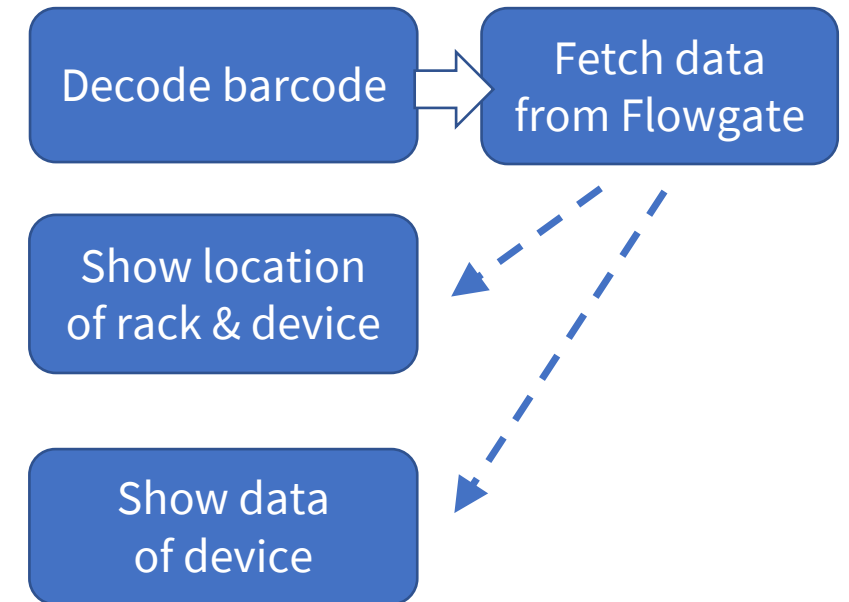 Decode barcode
Fetch data
from Flowgate
Show location
of rack & device
Show data
of device